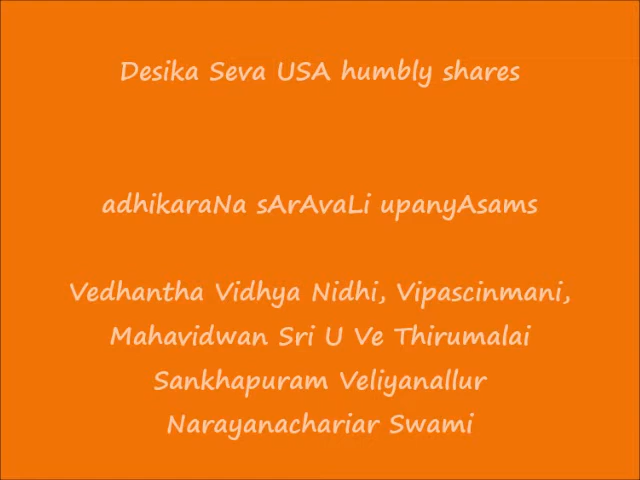 Desika Seva USA humbly shares
adhikaraNa sArAvaLi upanyAsams
Vedhantha Vidhya Nidhi, Vipascinmani,
Mahavidwan Sri U Ve Thirumalai
Sankhapuram Veliyanallur
Narayanachariar Swami